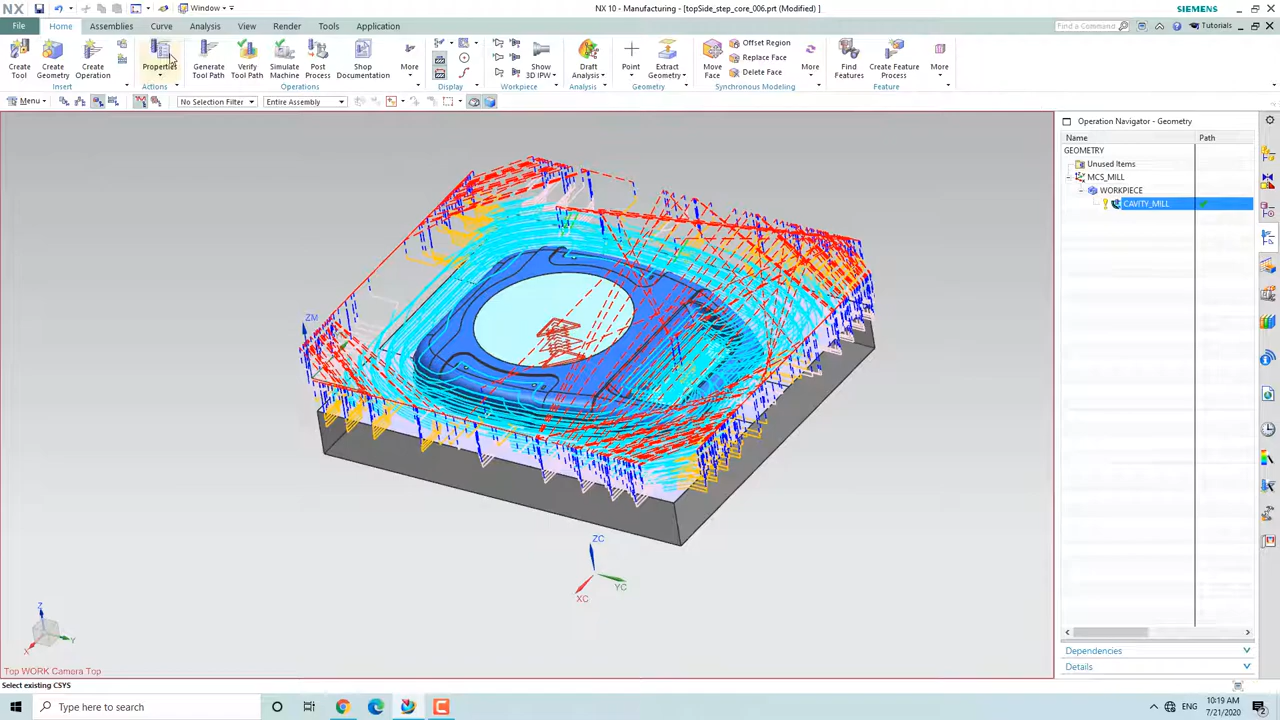 NX
Window
NX 10 - Manufacturing - [topSide_step_core_006.prt (Modified) ]
SIEMENS
File
Home
Assemblies
Curve
Analysis
View
Render
Tools
Application
Find a Command
Tutorials
Create Tool
Create Geometry
Create Operation
Properties
Generate Tool Path
Verify Tool Path
Simulate Machine
Post Process
Shop Documentation
More
Show 3D IPW
Draft Analysis
Point
Extract Geometry
Move Face
Offset Region
Replace Face
Delete Face
More
Find Features
Create Feature Process
More
Insert
Actions
Operations
Display
Workpiece
Analysis
Geometry
Synchronous Modeling
Feature
Menu
No Selection Filter
Entire Assembly
Operation Navigator - Geometry
Name
Path
GEOMETRY
Unused Items
MCS_MILL
WORKPIECE
CAVITY_MILL
ZM
ZC
YC
XC
Z
Y
X
Top WORK Camera Top
Dependencies
Details
Select existing CSYS
Type here to search
ENG
10:19 AM
7/21/2020
2